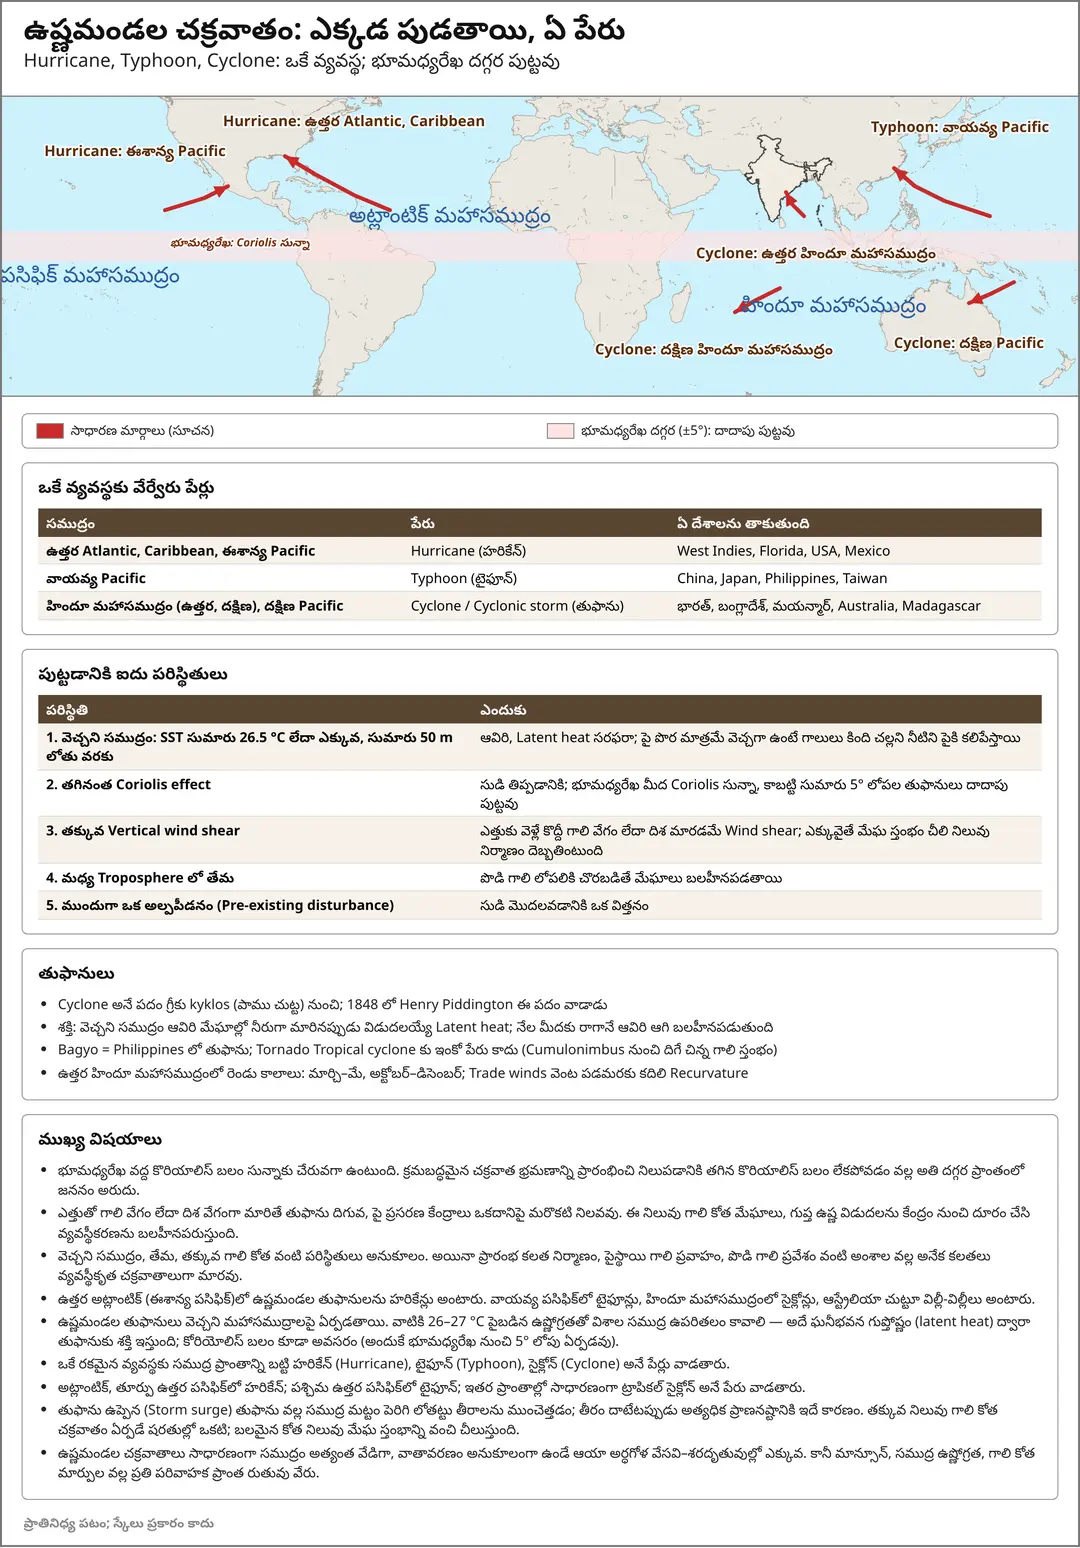 ఉష్ణమండల చక్రవాతం: ఎక్కడ పుడతాయి, ఏ పేరు
Hurricane, Typhoon, Cyclone: ఒకే వ్యవస్థ; భూమధ్యరేఖ దగ్గర పుట్టవు
Hurricane: ఉత్తర Atlantic, Caribbean
Typhoon: వాయవ్య Pacific
Hurricane: ఈశాన్య Pacific
అట్లాంటిక్ మహాసముద్రం
భూమధ్యరేఖ: Coriolis సున్నా
Cyclone: ఉత్తర హిందూ మహాసముద్రం
పసిఫిక్ మహాసముద్రం
హిందూ మహాసముద్రం
Cyclone: దక్షిణ హిందూ మహాసముద్రం
Cyclone: దక్షిణ Pacific
సాధారణ మార్గాలు (సూచన)
భూమధ్యరేఖ దగ్గర (±5°): దాదాపు పుట్టవు
ఒకే వ్యవస్థకు వేర్వేరు పేర్లు
సముద్రం పేరు ఏ దేశాలను తాకుతుంది
ఉత్తర Atlantic, Caribbean, ఈశాన్య Pacific Hurricane (హరికేన్) West Indies, Florida, USA, Mexico
వాయవ్య Pacific Typhoon (టైఫూన్) China, Japan, Philippines, Taiwan
హిందూ మహాసముద్రం (ఉత్తర, దక్షిణ), దక్షిణ Pacific Cyclone / Cyclonic storm (తుఫాను) భారత్, బంగ్లాదేశ్, మయన్మార్, Australia, Madagascar
పుట్టడానికి ఐదు పరిస్థితులు
పరిస్థితి ఎందుకు
1. వెచ్చని సముద్రం: SST సుమారు 26.5 °C లేదా ఎక్కువ, సుమారు 50 m
లోతు వరకు
ఆవిరి, Latent heat సరఫరా; పై పొర మాత్రమే వెచ్చగా ఉంటే గాలులు కింది చల్లని నీటిని పైకి కలిపేస్తాయి
2. తగినంత Coriolis effect
సుడి తిప్పడానికి; భూమధ్యరేఖ మీద Coriolis సున్నా, కాబట్టి సుమారు 5° లోపల తుఫానులు దాదాపు
పుట్టవు
3. తక్కువ Vertical wind shear
ఎత్తుకు వెళ్లే కొద్దీ గాలి వేగం లేదా దిశ మారడమే Wind shear; ఎక్కువైతే మేఘ స్తంభం చీలి నిలువు
నిర్మాణం దెబ్బతింటుంది
4. మధ్య Troposphere లో తేమ
పొడి గాలి లోపలికి చొరబడితే మేఘాలు బలహీనపడతాయి
5. ముందుగా ఒక అల్పపీడనం (Pre-existing disturbance)
సుడి మొదలవడానికి ఒక విత్తనం
తుఫానులు
• Cyclone అనే పదం గ్రీకు kyklos (పాము చుట్ట) నుంచి; 1848 లో Henry Piddington ఈ పదం వాడాడు
• శక్తి: వెచ్చని సముద్రం ఆవిరి మేఘాల్లో నీరుగా మారినప్పుడు విడుదలయ్యే Latent heat; నేల మీదకు రాగానే ఆవిరి ఆగి బలహీనపడుతుంది
• Bagyo = Philippines లో తుఫాను; Tornado Tropical cyclone కు ఇంకో పేరు కాదు (Cumulonimbus నుంచి దిగే చిన్న గాలి స్తంభం)
• ఉత్తర హిందూ మహాసముద్రంలో రెండు కాలాలు: మార్చి–మే, అక్టోబర్–డిసెంబర్; Trade winds వెంట పడమరకు కదిలి Recurvature
ముఖ్య విషయాలు
• భూమధ్యరేఖ వద్ద కొరియాలిస్ బలం సున్నాకు చేరువగా ఉంటుంది. క్రమబద్ధమైన చక్రవాత భ్రమణాన్ని ప్రారంభించి నిలుపడానికి తగిన కొరియాలిస్ బలం లేకపోవడం వల్ల అతి దగ్గర ప్రాంతంలో
జననం అరుదు.
• ఎత్తుతో గాలి వేగం లేదా దిశ వేగంగా మారితే తుఫాను దిగువ, పై ప్రసరణ కేంద్రాలు ఒకదానిపై మరొకటి నిలవవు. ఈ నిలువు గాలి కోత మేఘాలు, గుప్త ఉష్ణ విడుదలను కేంద్రం నుంచి దూరం చేసి
వ్యవస్థీకరణను బలహీనపరుస్తుంది.
• వెచ్చని సముద్రం, తేమ, తక్కువ గాలి కోత వంటి పరిస్థితులు అనుకూలం. అయినా ప్రారంభ కలత నిర్మాణం, పైస్థాయి గాలి ప్రవాహం, పొడి గాలి ప్రవేశం వంటి అంశాల వల్ల అనేక కలతలు
వ్యవస్థీకృత చక్రవాతాలుగా మారవు.
• ఉత్తర అట్లాంటిక్ (ఈశాన్య పసిఫిక్)లో ఉష్ణమండల తుఫానులను హరికేన్లు అంటారు. వాయవ్య పసిఫిక్‌లో టైఫూన్లు, హిందూ మహాసముద్రంలో సైక్లోన్లు, ఆస్ట్రేలియా చుట్టూ విల్లీ-విల్లీలు అంటారు.
• ఉష్ణమండల తుఫానులు వెచ్చని మహాసముద్రాలపై ఏర్పడతాయి. వాటికి 26–27 °C పైబడిన ఉష్ణోగ్రతతో విశాల సముద్ర ఉపరితలం కావాలి — అదే ఘనీభవన గుప్తోష్ణం (latent heat) ద్వారా
తుఫానుకు శక్తి ఇస్తుంది; కోరియోలిస్ బలం కూడా అవసరం (అందుకే భూమధ్యరేఖ నుంచి 5° లోపు ఏర్పడవు).
• ఒకే రకమైన వ్యవస్థకు సముద్ర ప్రాంతాన్ని బట్టి హరికేన్ (Hurricane), టైఫూన్ (Typhoon), సైక్లోన్ (Cyclone) అనే పేర్లు వాడతారు.
• అట్లాంటిక్, తూర్పు ఉత్తర పసిఫిక్‌లో హరికేన్; పశ్చిమ ఉత్తర పసిఫిక్‌లో టైఫూన్; ఇతర ప్రాంతాల్లో సాధారణంగా ట్రాపికల్ సైక్లోన్ అనే పేరు వాడతారు.
• తుఫాను ఉప్పెన (Storm surge) తుఫాను వల్ల సముద్ర మట్టం పెరిగి లోతట్టు తీరాలను ముంచెత్తడం; తీరం దాటేటప్పుడు అత్యధిక ప్రాణనష్టానికి ఇదే కారణం. తక్కువ నిలువు గాలి కోత
చక్రవాతం ఏర్పడే షరతుల్లో ఒకటి; బలమైన కోత నిలువు మేఘ స్తంభాన్ని వంచి చీలుస్తుంది.
• ఉష్ణమండల చక్రవాతాలు సాధారణంగా సముద్రం అత్యంత వేడిగా, వాతావరణం అనుకూలంగా ఉండే ఆయా అర్ధగోళ వేసవి–శరదృతువుల్లో ఎక్కువ. కానీ మాన్సూన్, సముద్ర ఉష్ణోగ్రత, గాలి కోత
మార్పుల వల్ల ప్రతి పరివాహక ప్రాంత రుతువు వేరు.
ప్రాతినిధ్య పటం; స్కేలు ప్రకారం కాదు